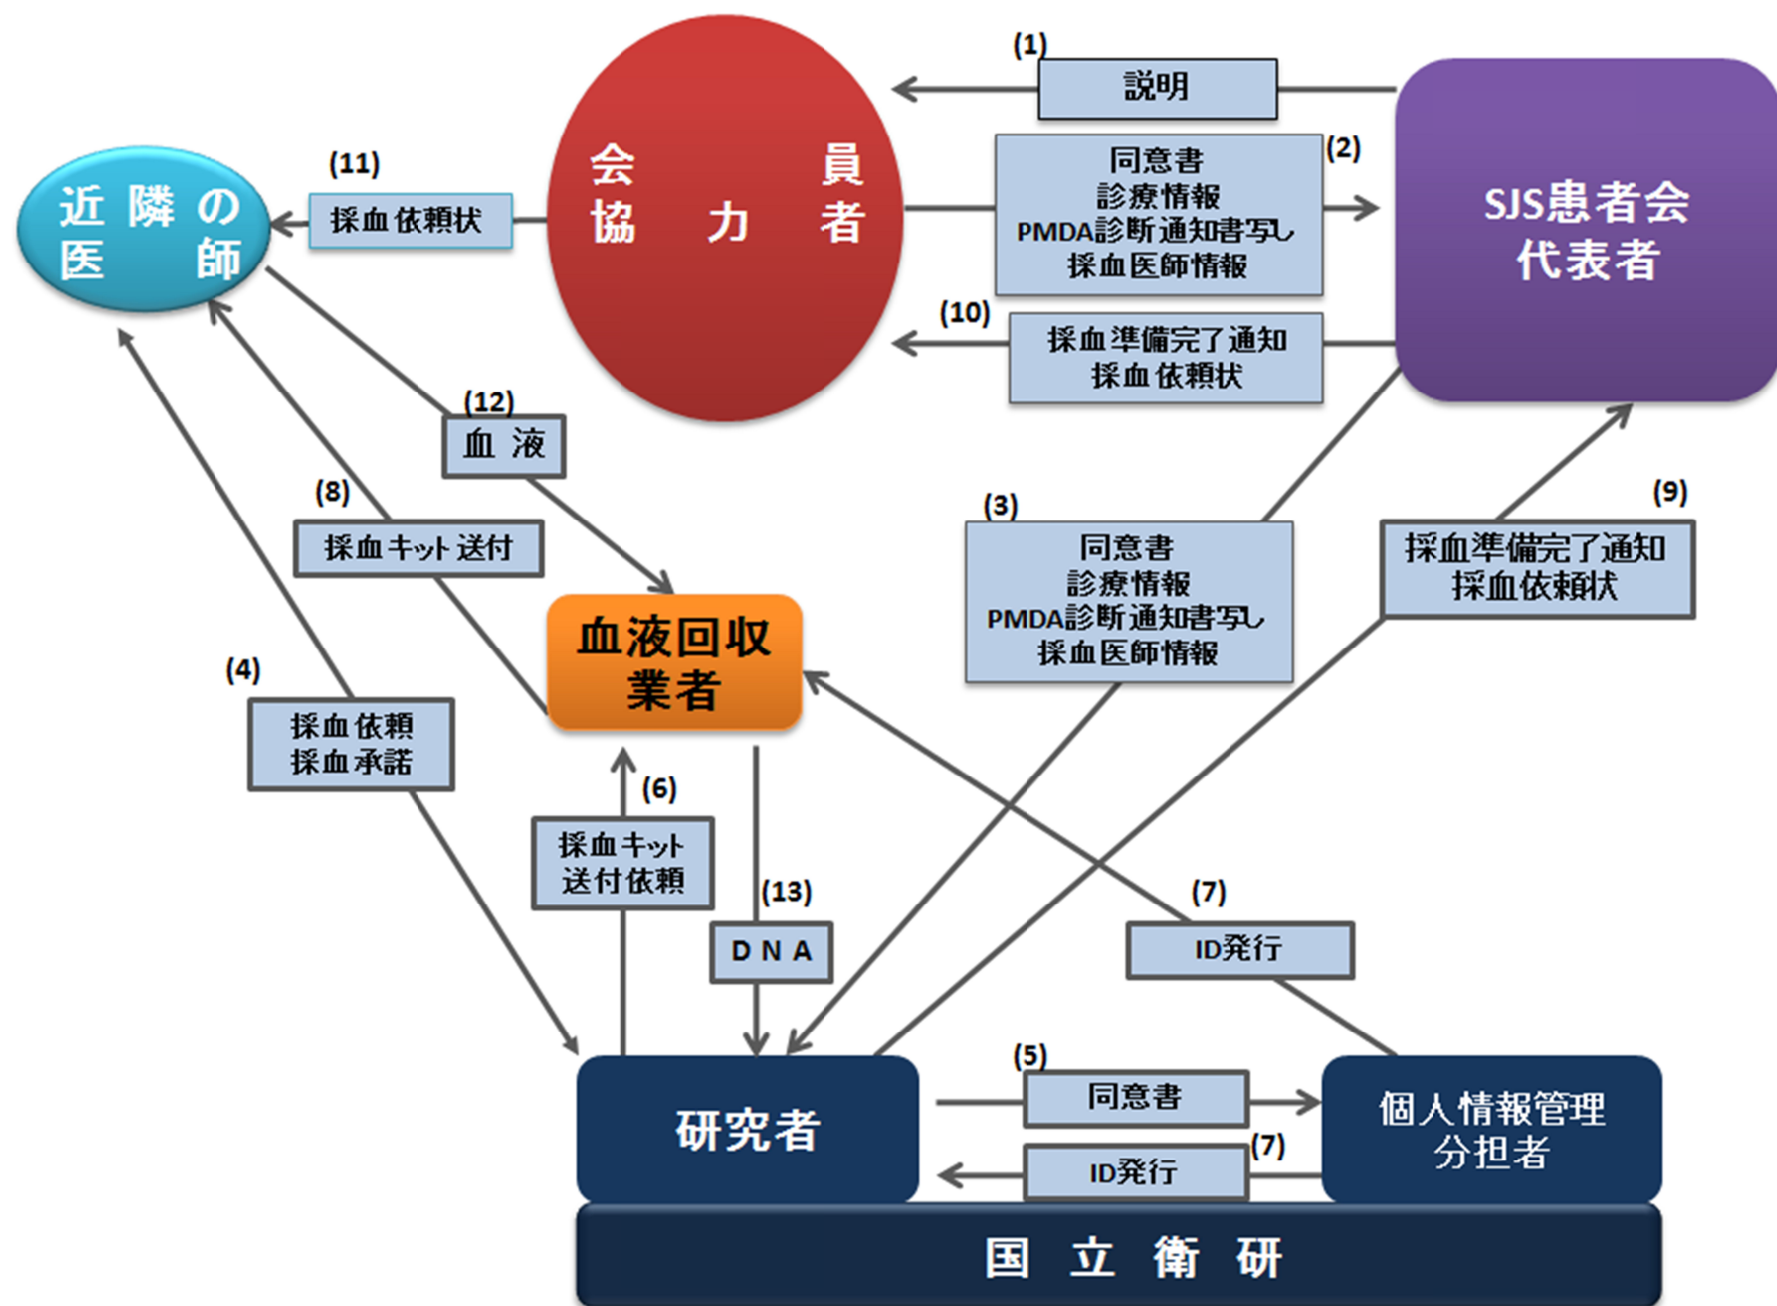 (1)
説明
会員
協力者
SJS患者会
代表者
(2)
同意書
診療情報
PMDA診断通知書写し
採血医師情報
(11)
採血依頼状
近隣の
医師
(10)
採血準備完了通知
採血依頼状
(12)
血液
(8)
採血キット送付
(3)
同意書
診療情報
PMDA診断通知書写し
採血医師情報
(9)
採血準備完了通知
採血依頼状
血液回収
業者
(4)
採血依頼
採血承諾
(6)
採血キット
送付依頼
(13)
DNA
(7)
ID発行
(5)
同意書
研究者
個人情報管理
分担者
ID発行
(7)
国立衛研